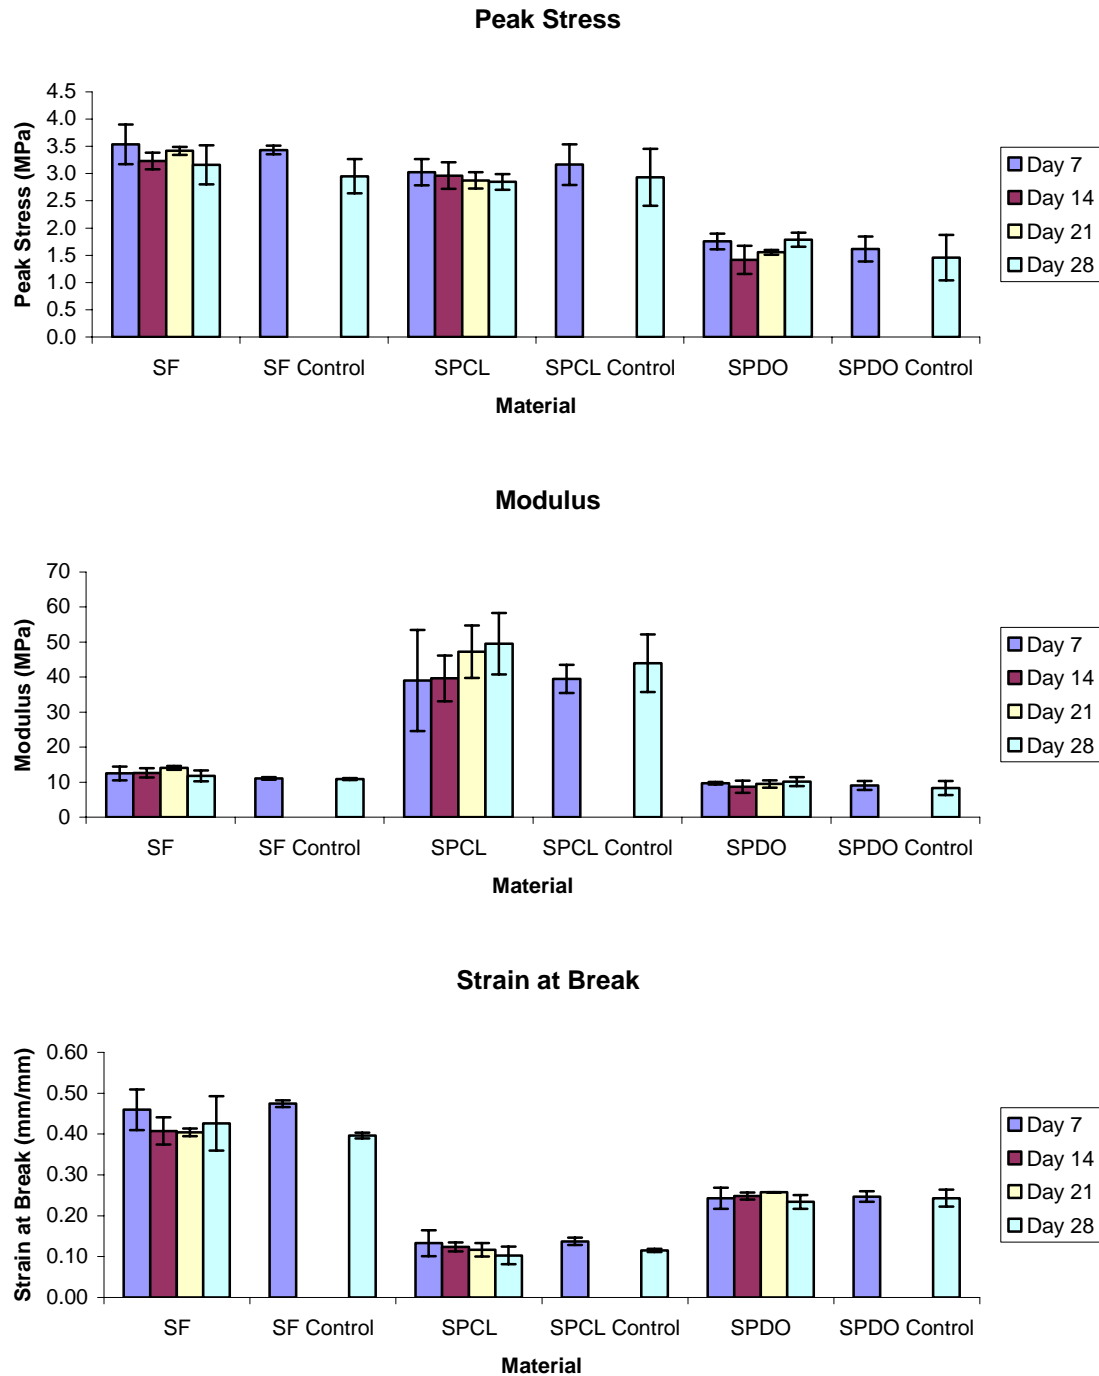 Peak Stress
Peak Stress (MPa)
4.5
4.0
3.5
3.0
2.5
2.0
1.5
1.0
0.5
0.0
SF SF Control SPCL SPCL Control SPDO SPDO Control
Material
Day 7
Day 14
Day 21
Day 28
Modulus
Modulus (MPa)
70
60
50
40
30
20
10
0
SF SF Control SPCL SPCL Control SPDO SPDO Control
Material
Day 7
Day 14
Day 21
Day 28
Strain at Break
Strain at Break (mm/mm)
0.60
0.50
0.40
0.30
0.20
0.10
0.00
SF SF Control SPCL SPCL Control SPDO SPDO Control
Material
Day 7
Day 14
Day 21
Day 28